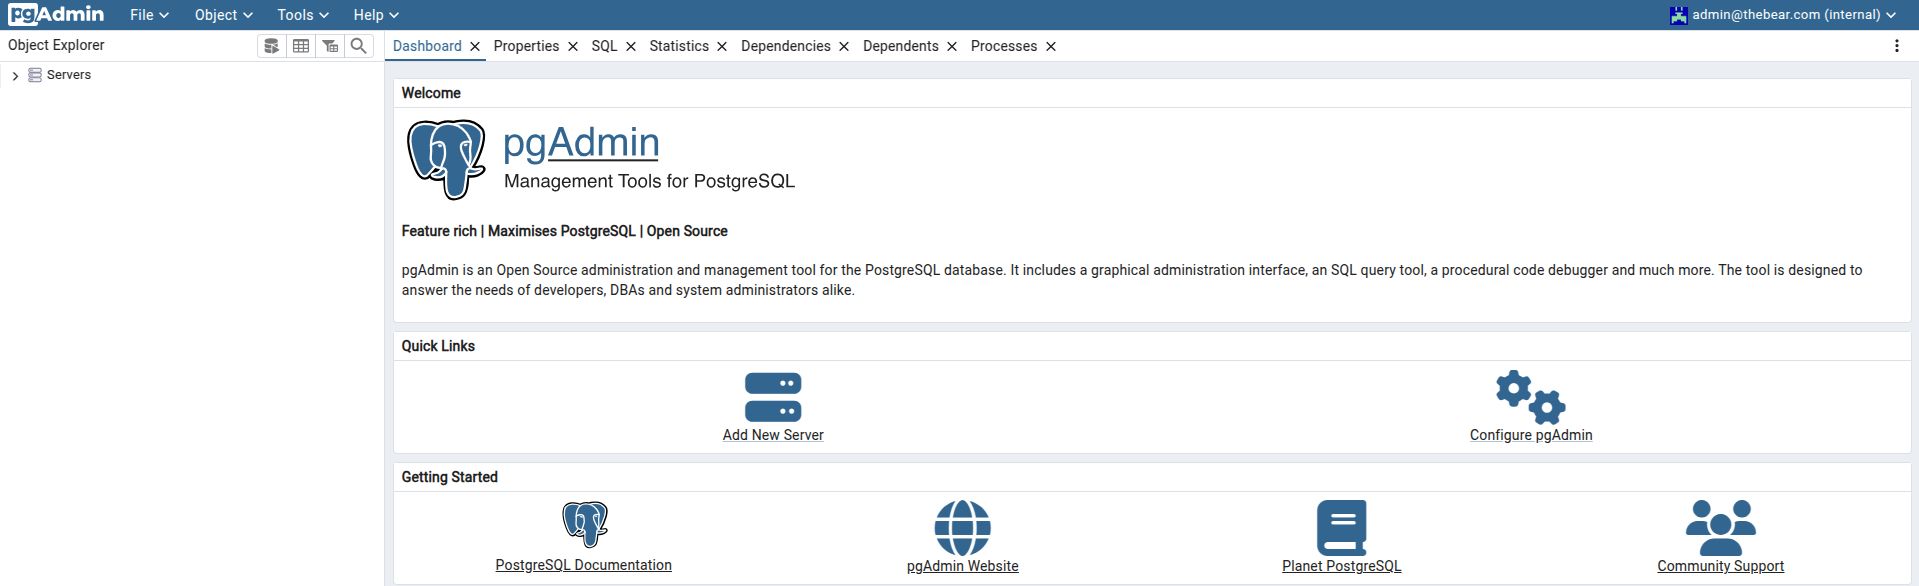 pgAdmin File Object Tools Help admin@thebear.com (internal)
Object Explorer Dashboard Properties SQL Statistics Dependencies Dependents Processes
Servers
Welcome
pgAdmin
Management Tools for PostgreSQL
Feature rich | Maximises PostgreSQL | Open Source
pgAdmin is an Open Source administration and management tool for the PostgreSQL database. It includes a graphical administration interface, an SQL query tool, a procedural code debugger and much more. The tool is designed to
answer the needs of developers, DBAs and system administrators alike.
Quick Links
Add New Server Configure pgAdmin
Getting Started
PostgreSQL Documentation pgAdmin Website Planet PostgreSQL Community Support